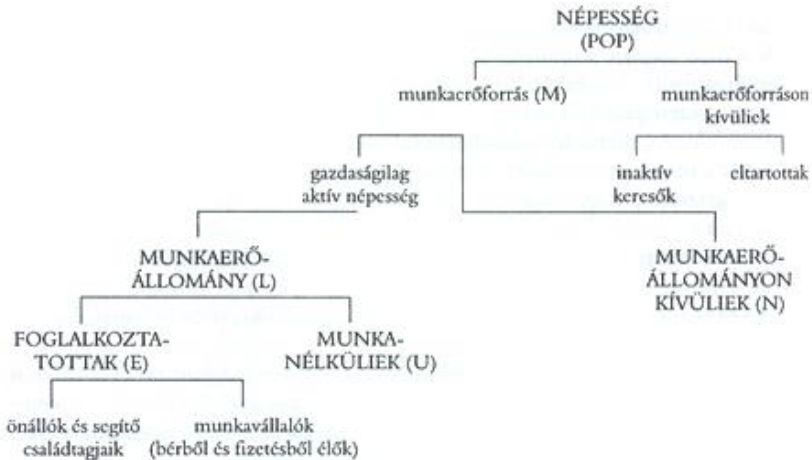 NÉPESSÉG
(POP)
munkaerőforrás (M)
munkaerőforráson
kívüliek
gazdaságilag
aktív népesség
inaktív
keresők
eltartottak
MUNKAERŐ-
ÁLLOMÁNY (L)
MUNKAERŐ-
ÁLLOMÁNYON
KÍVÜLIEK (N)
FOGLALKOZTA-
TOTTAK (E)
MUNKA-
NÉLKÜLIEK (U)
önállók és segítő
családtagjaik
munkavállalók
(bérből és fizetésből élők)